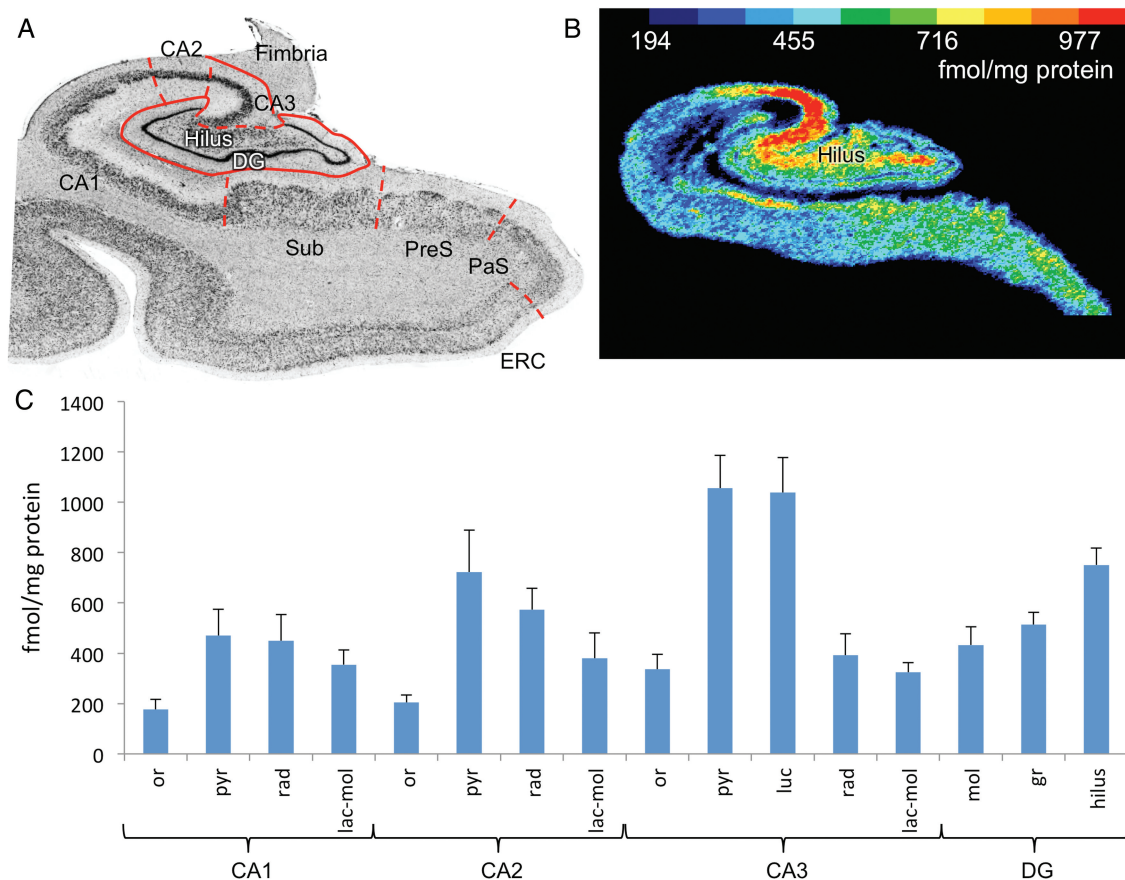 A
CA2
Fimbria
CA3
Hilus
DG
CA1
Sub
PreS
PaS
ERC
B
194 455 716 977
fmol/mg protein
Hilus
C
fmol/mg protein
1400
1200
1000
800
600
400
200
0
or pyr rad lac-mol or pyr rad lac-mol or pyr luc rad lac-mol mol gr hilus
CA1 CA2 CA3 DG